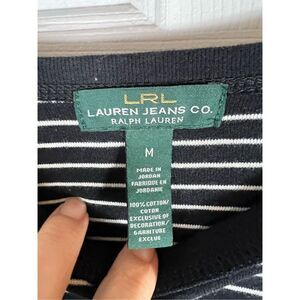 LRL
LAUREN JEANS CO.
RALPH LAUREN
M
MADE IN
JORDAN
FABRIQUE EN
JORDANIE
100% COTTON/
COTON
EXCLUSIVE OF
DECORATION/
GARNITURE
EXCLUE